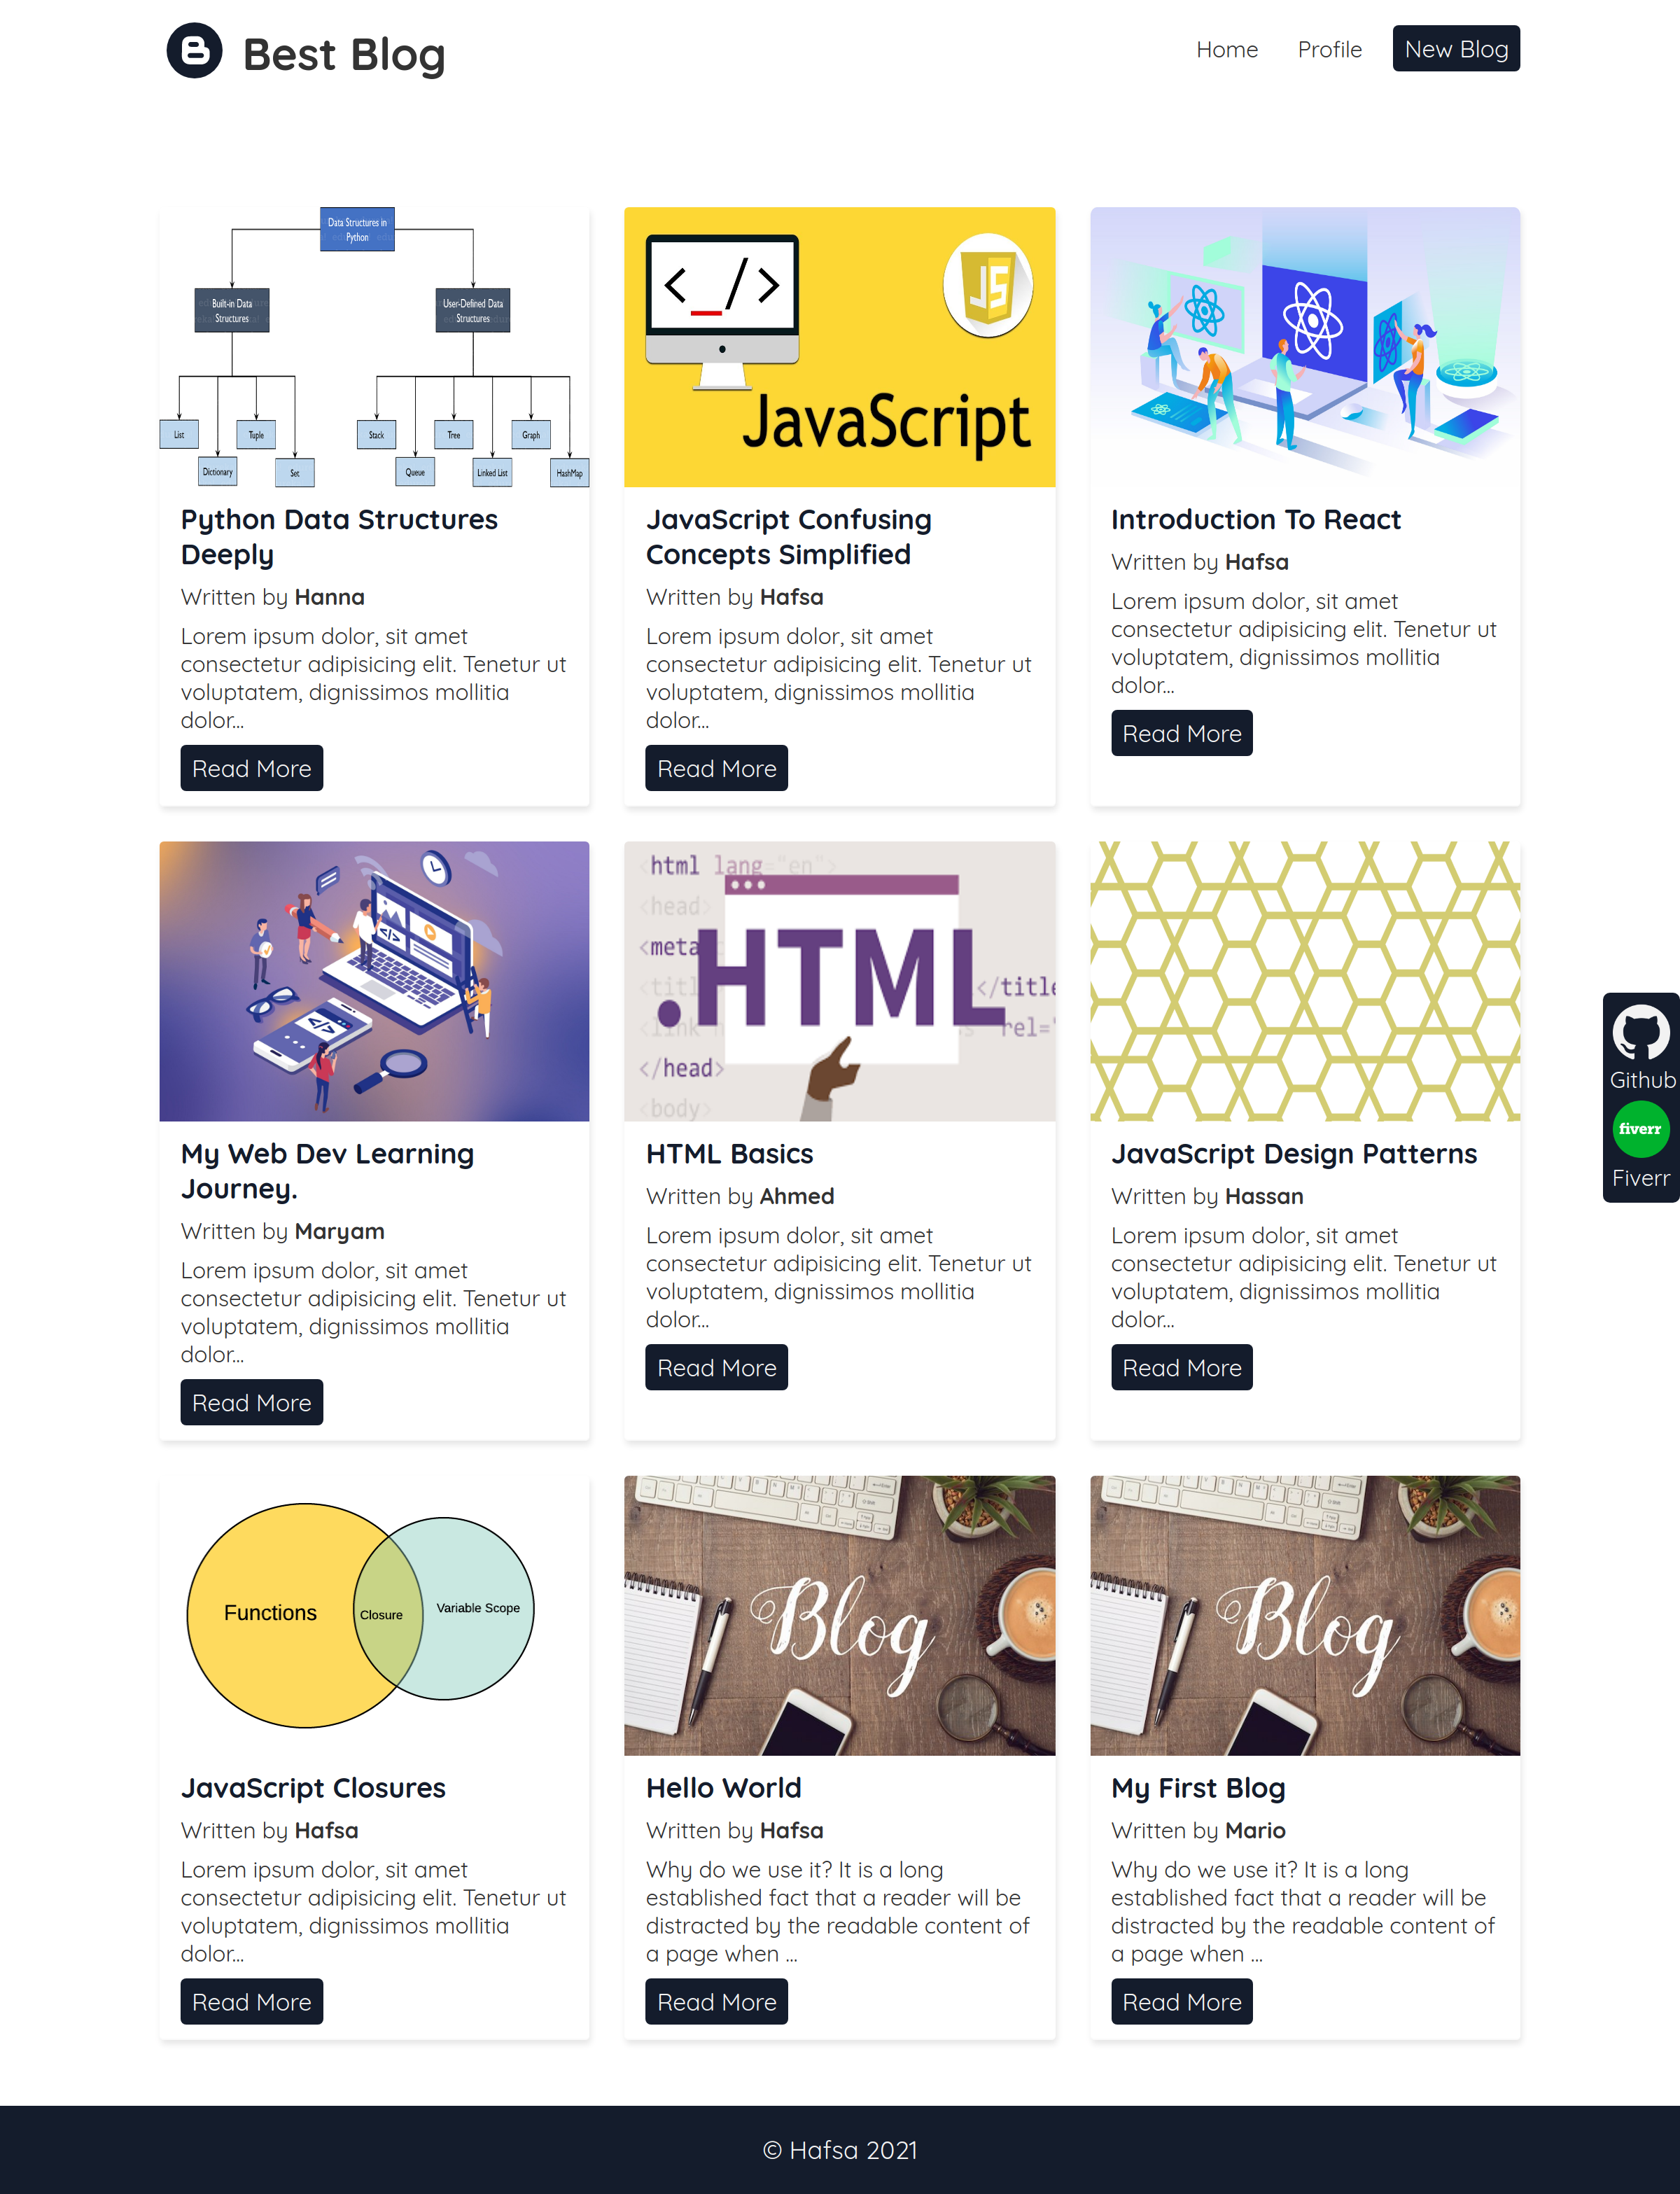 Best Blog
Home
Profile
New Blog
Data Structures in
Python
Built-in Data
Structures
User-Defined Data
Structures
List
Tuple
Stack
Tree
Graph
Dictionary
Set
Queue
Linked List
HashMap
<_/>
JS
JavaScript
Python Data Structures
Deeply
Written by Hanna
Lorem ipsum dolor, sit amet
consectetur adipisicing elit. Tenetur ut
voluptatem, dignissimos mollitia
dolor...
Read More
JavaScript Confusing
Concepts Simplified
Written by Hafsa
Lorem ipsum dolor, sit amet
consectetur adipisicing elit. Tenetur ut
voluptatem, dignissimos mollitia
dolor...
Read More
Introduction To React
Written by Hafsa
Lorem ipsum dolor, sit amet
consectetur adipisicing elit. Tenetur ut
voluptatem, dignissimos mollitia
dolor...
Read More
</>
</>
<html lang="en">
<head>
<meta
<titl
</title
<link
rel="
</head>
<body>
.HTML
My Web Dev Learning
Journey.
Written by Maryam
Lorem ipsum dolor, sit amet
consectetur adipisicing elit. Tenetur ut
voluptatem, dignissimos mollitia
dolor...
Read More
HTML Basics
Written by Ahmed
Lorem ipsum dolor, sit amet
consectetur adipisicing elit. Tenetur ut
voluptatem, dignissimos mollitia
dolor...
Read More
JavaScript Design Patterns
Written by Hassan
Lorem ipsum dolor, sit amet
consectetur adipisicing elit. Tenetur ut
voluptatem, dignissimos mollitia
dolor...
Read More
Github
fiverr
Fiverr
Functions
Closure
Variable Scope
Blog
Blog
JavaScript Closures
Written by Hafsa
Lorem ipsum dolor, sit amet
consectetur adipisicing elit. Tenetur ut
voluptatem, dignissimos mollitia
dolor...
Read More
Hello World
Written by Hafsa
Why do we use it? It is a long
established fact that a reader will be
distracted by the readable content of
a page when ...
Read More
My First Blog
Written by Mario
Why do we use it? It is a long
established fact that a reader will be
distracted by the readable content of
a page when ...
Read More
© Hafsa 2021